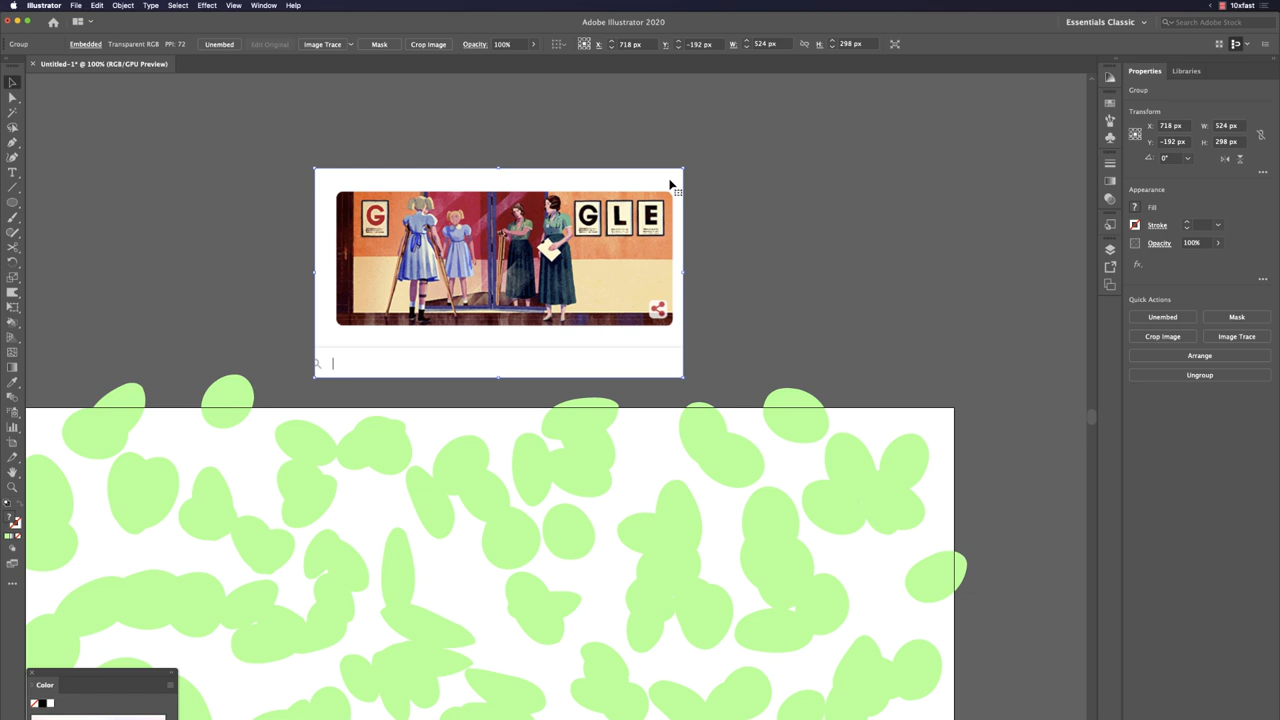 Illustrator File Edit Object Type Select Effect View Window Help 10xfast
Adobe Illustrator 2020 Essentials Classic Search Adobe Stock
Group Embedded Transparent RGB PPI: 72 Unembed Edit Original Image Trace Mask Crop Image Opacity: 100% X: 718 px Y: -192 px W: 524 px H: 298 px
Untitled-1* @ 100% (RGB/GPU Preview)
Properties Libraries
Group
Transform
X: 718 px W: 524 px
Y: -192 px H: 298 px
0°
Appearance
? Fill
Stroke
Opacity 100%
fx.
Quick Actions
Unembed Mask
Crop Image Image Trace
Arrange
Ungroup
G G L E
Color